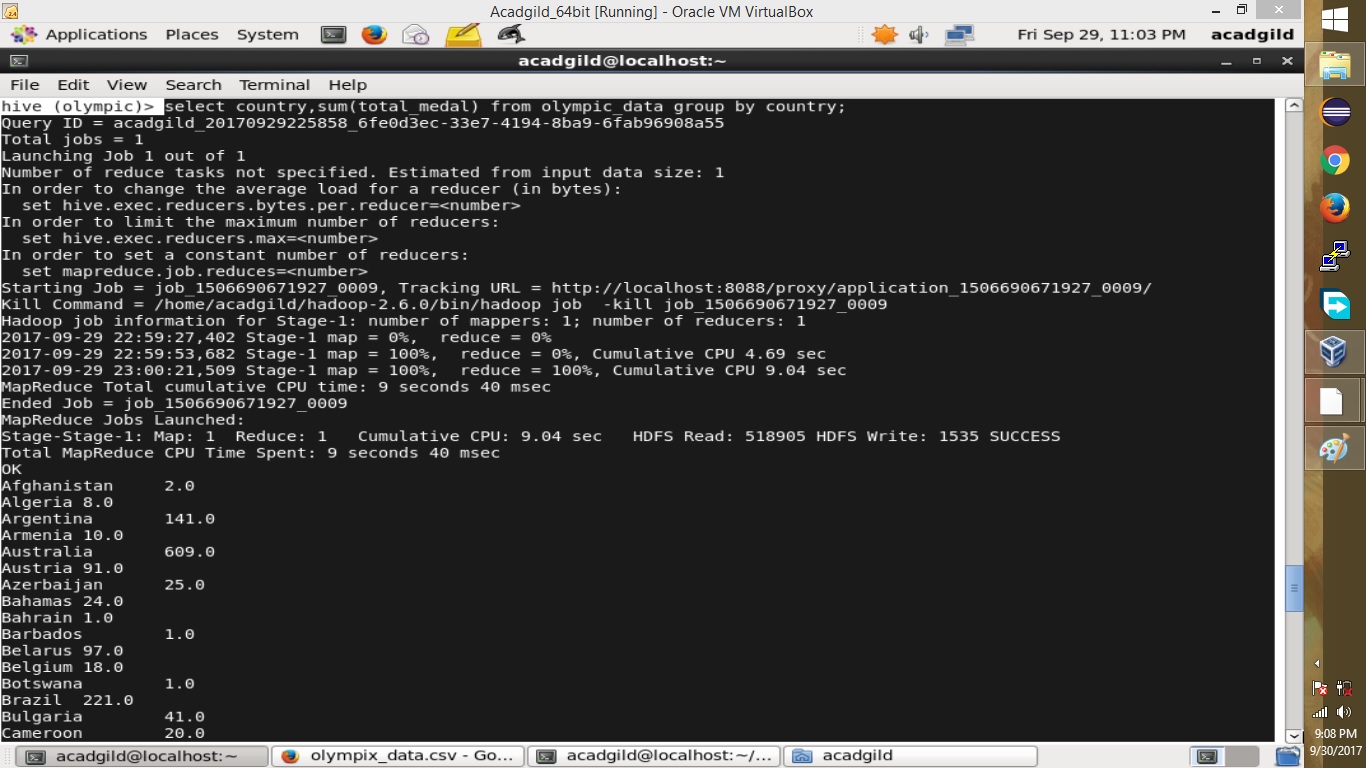 Acadgild_64bit [Running] - Oracle VM VirtualBox
Applications Places System Fri Sep 29, 11:03 PM acadgild
acadgild@localhost:~
File Edit View Search Terminal Help
hive (olympic)> select country,sum(total_medal) from olympic_data group by country;
Query ID = acadgild_20170929225858_6fe0d3ec-33e7-4194-8ba9-6fab96908a55
Total jobs = 1
Launching Job 1 out of 1
Number of reduce tasks not specified. Estimated from input data size: 1
In order to change the average load for a reducer (in bytes):
  set hive.exec.reducers.bytes.per.reducer=<number>
In order to limit the maximum number of reducers:
  set hive.exec.reducers.max=<number>
In order to set a constant number of reducers:
  set mapreduce.job.reduces=<number>
Starting Job = job_1506690671927_0009, Tracking URL = http://localhost:8088/proxy/application_1506690671927_0009/
Kill Command = /home/acadgild/hadoop-2.6.0/bin/hadoop job  -kill job_1506690671927_0009
Hadoop job information for Stage-1: number of mappers: 1; number of reducers: 1
2017-09-29 22:59:27,402 Stage-1 map = 0%,  reduce = 0%
2017-09-29 22:59:53,682 Stage-1 map = 100%,  reduce = 0%, Cumulative CPU 4.69 sec
2017-09-29 23:00:21,509 Stage-1 map = 100%,  reduce = 100%, Cumulative CPU 9.04 sec
MapReduce Total cumulative CPU time: 9 seconds 40 msec
Ended Job = job_1506690671927_0009
MapReduce Jobs Launched:
Stage-Stage-1: Map: 1  Reduce: 1   Cumulative CPU: 9.04 sec   HDFS Read: 518905 HDFS Write: 1535 SUCCESS
Total MapReduce CPU Time Spent: 9 seconds 40 msec
OK
Afghanistan     2.0
Algeria 8.0
Argentina       141.0
Armenia 10.0
Australia       609.0
Austria 91.0
Azerbaijan      25.0
Bahamas 24.0
Bahrain 1.0
Barbados        1.0
Belarus 97.0
Belgium 18.0
Botswana        1.0
Brazil  221.0
Bulgaria        41.0
Cameroon        20.0
acadgild@localhost:~ olympix_data.csv - Go... acadgild@localhost:~/... acadgild
9:08 PM
9/30/2017